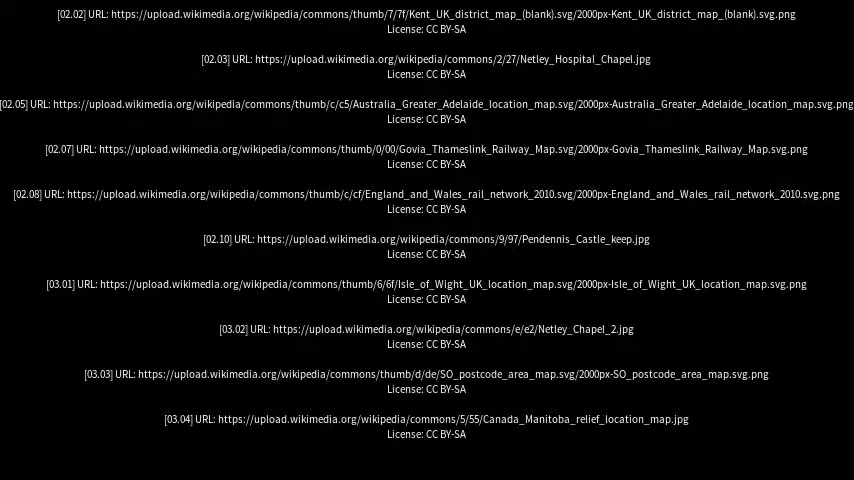 [02.02] URL: https://upload.wikimedia.org/wikipedia/commons/thumb/7/7f/Kent_UK_district_map_(blank).svg/2000px-Kent_UK_district_map_(blank).svg.png
License: CC BY-SA
[02.03] URL: https://upload.wikimedia.org/wikipedia/commons/2/27/Netley_Hospital_Chapel.jpg
License: CC BY-SA
[02.05] URL: https://upload.wikimedia.org/wikipedia/commons/thumb/c/c5/Australia_Greater_Adelaide_location_map.svg/2000px-Australia_Greater_Adelaide_location_map.svg.png
License: CC BY-SA
[02.07] URL: https://upload.wikimedia.org/wikipedia/commons/thumb/0/00/Govia_Thameslink_Railway_Map.svg/2000px-Govia_Thameslink_Railway_Map.svg.png
License: CC BY-SA
[02.08] URL: https://upload.wikimedia.org/wikipedia/commons/thumb/c/cf/England_and_Wales_rail_network_2010.svg/2000px-England_and_Wales_rail_network_2010.svg.png
License: CC BY-SA
[02.10] URL: https://upload.wikimedia.org/wikipedia/commons/9/97/Pendennis_Castle_keep.jpg
License: CC BY-SA
[03.01] URL: https://upload.wikimedia.org/wikipedia/commons/thumb/6/6f/Isle_of_Wight_UK_location_map.svg/2000px-Isle_of_Wight_UK_location_map.svg.png
License: CC BY-SA
[03.02] URL: https://upload.wikimedia.org/wikipedia/commons/e/e2/Netley_Chapel_2.jpg
License: CC BY-SA
[03.03] URL: https://upload.wikimedia.org/wikipedia/commons/thumb/d/de/SO_postcode_area_map.svg/2000px-SO_postcode_area_map.svg.png
License: CC BY-SA
[03.04] URL: https://upload.wikimedia.org/wikipedia/commons/5/55/Canada_Manitoba_relief_location_map.jpg
License: CC BY-SA